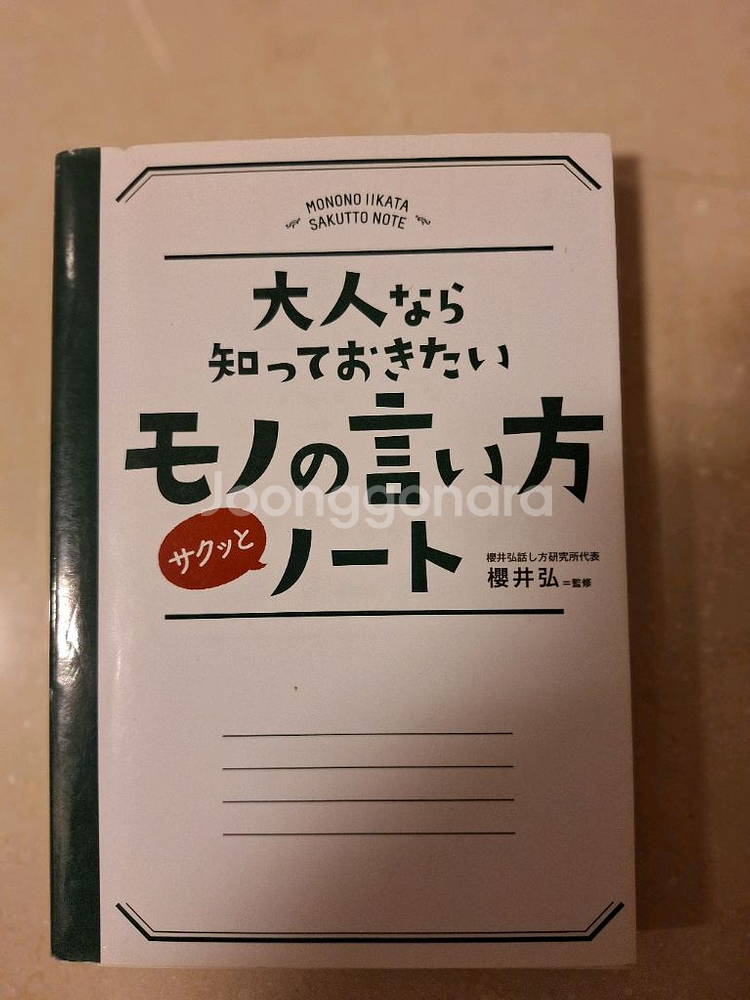 MONONO IIKATA
SAKUTTO NOTE
大人なら
知っておきたい
モノの言い方
サクッと
ノート
櫻井弘話し方研究所代表
櫻井弘=監修
Joonggonara